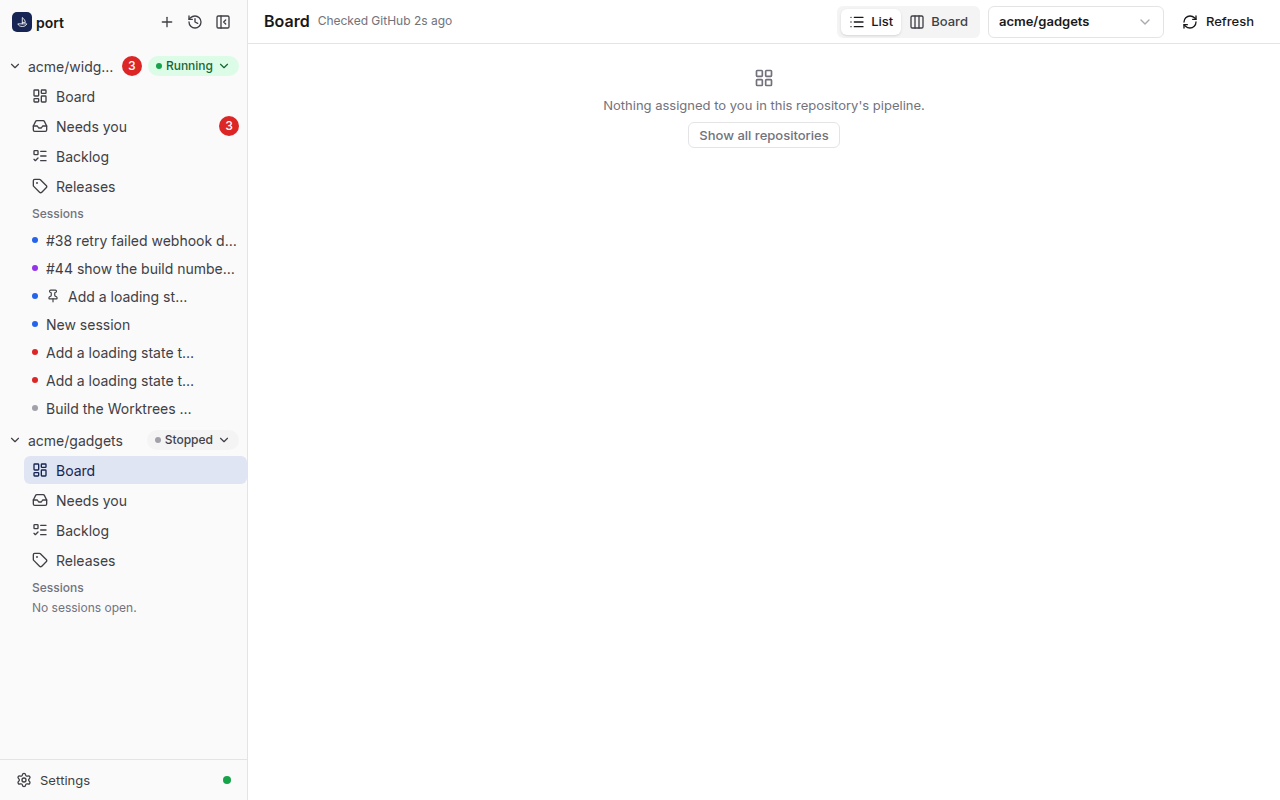 port
acme/widg... 3 Running
Board
Needs you 3
Backlog
Releases
Sessions
#38 retry failed webhook d...
#44 show the build numbe...
Add a loading st...
New session
Add a loading state t...
Add a loading state t...
Build the Worktrees ...
acme/gadgets Stopped
Board
Needs you
Backlog
Releases
Sessions
No sessions open.
Settings
Board Checked GitHub 2s ago List Board acme/gadgets Refresh
Nothing assigned to you in this repository's pipeline.
Show all repositories